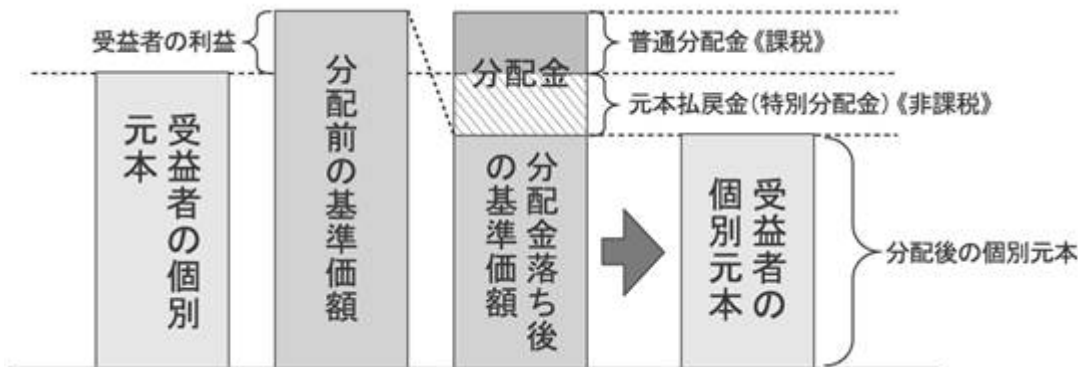 受益者の利益
受益者の個別
元本
分配前の基準価額
分配金
分配金落ち後
の基準価額
普通分配金《課税》
元本払戻金(特別分配金)《非課税》
受益者の
個別元本
分配後の個別元本